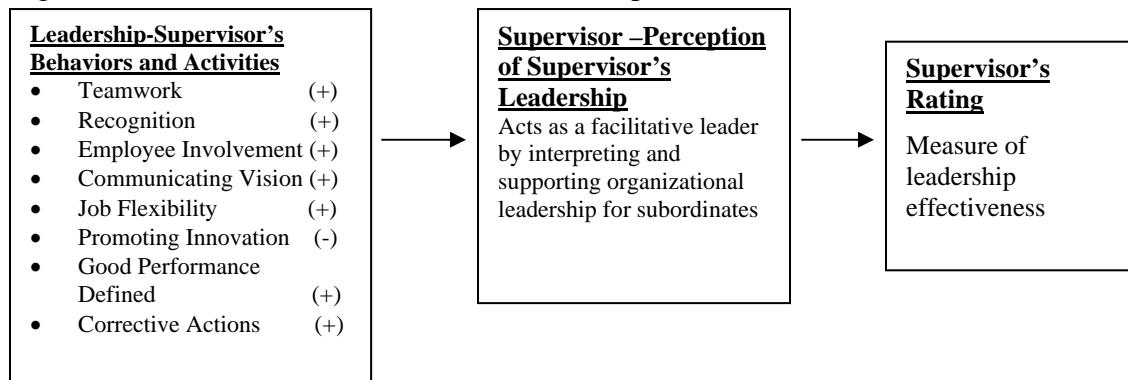 Leadership-Supervisor's
Behaviors and Activities
• Teamwork (+)
• Recognition (+)
• Employee Involvement (+)
• Communicating Vision (+)
• Job Flexibility (+)
• Promoting Innovation (-)
• Good Performance
Defined (+)
• Corrective Actions (+)
Supervisor –Perception
of Supervisor's
Leadership
Acts as a facilitative leader
by interpreting and
supporting organizational
leadership for subordinates
Supervisor's
Rating
Measure of
leadership
effectiveness